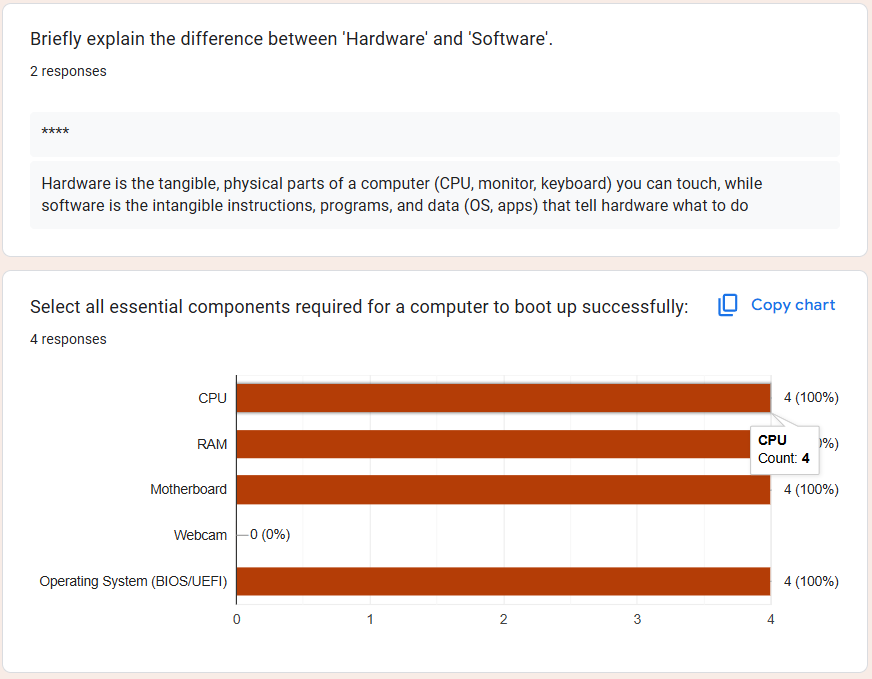 Briefly explain the difference between 'Hardware' and 'Software'.
2 responses
****
Hardware is the tangible, physical parts of a computer (CPU, monitor, keyboard) you can touch, while
software is the intangible instructions, programs, and data (OS, apps) that tell hardware what to do
Select all essential components required for a computer to boot up successfully:
Copy chart
4 responses
CPU
4 (100%)
RAM
CPU
Count: 4
Motherboard
4 (100%)
Webcam
0 (0%)
Operating System (BIOS/UEFI)
4 (100%)
0 1 2 3 4